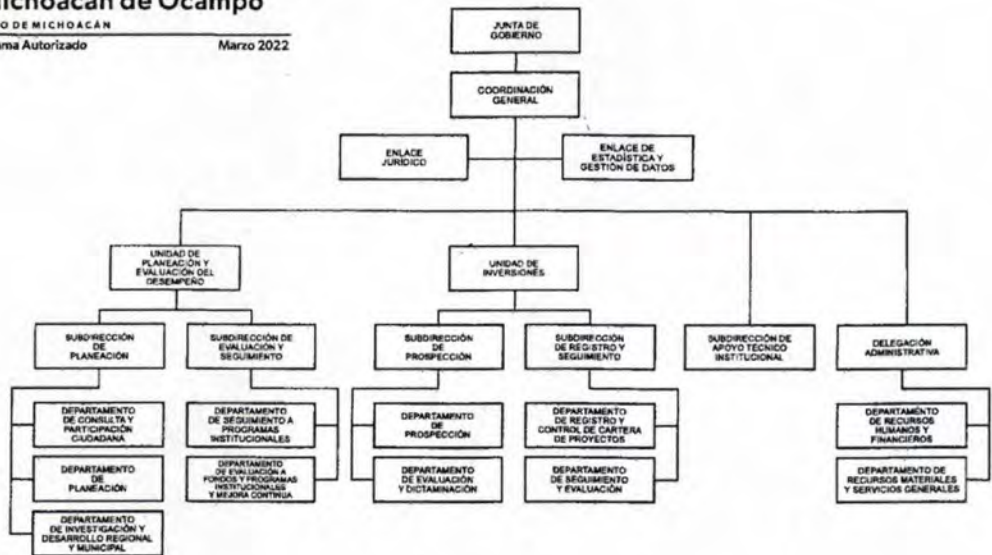 Michoacán de Ocampo
O DE MICHOACÁN
ama Autorizado Marzo 2022
JUNTA DE
GOBIERNO
COORDINACIÓN
GENERAL
ENLACE
JURÍDICO
ENLACE DE
ESTADÍSTICA Y
GESTIÓN DE DATOS
UNIDAD DE
PLANEACIÓN Y
EVALUACIÓN DEL
DESEMPEÑO
UNIDAD DE
INVERSIONES
SUBDIRECCIÓN
DE
PLANEACIÓN
SUBDIRECCIÓN DE
EVALUACIÓN Y
SEGUIMIENTO
SUBDIRECCIÓN
DE
PROSPECCIÓN
SUBDIRECCIÓN
DE REGISTRO Y
SEGUIMIENTO
SUBDIRECCIÓN DE
APOYO TÉCNICO
INSTITUCIONAL
DELEGACIÓN
ADMINISTRATIVA
DEPARTAMENTO
DE CONSULTA Y
PARTICIPACIÓN
CIUDADANA
DEPARTAMENTO
DE SEGUIMIENTO A
PROGRAMAS
INSTITUCIONALES
DEPARTAMENTO
DE
PROSPECCIÓN
DEPARTAMENTO
DE REGISTRO Y
CONTROL DE CARTERA
DE PROYECTOS
DEPARTAMENTO
DE RECURSOS
HUMANOS Y
FINANCIEROS
DEPARTAMENTO
DE
PLANEACIÓN
DEPARTAMENTO
DE EVALUACIÓN A
FONDOS Y PROGRAMAS
INSTITUCIONALES
Y MEJORA CONTINUA
DEPARTAMENTO
DE EVALUACIÓN
Y DICTAMINACIÓN
DEPARTAMENTO
DE SEGUIMIENTO
Y EVALUACIÓN
DEPARTAMENTO DE
RECURSOS MATERIALES
Y SERVICIOS GENERALES
DEPARTAMENTO
DE INVESTIGACIÓN Y
DESARROLLO REGIONAL
Y MUNICIPAL